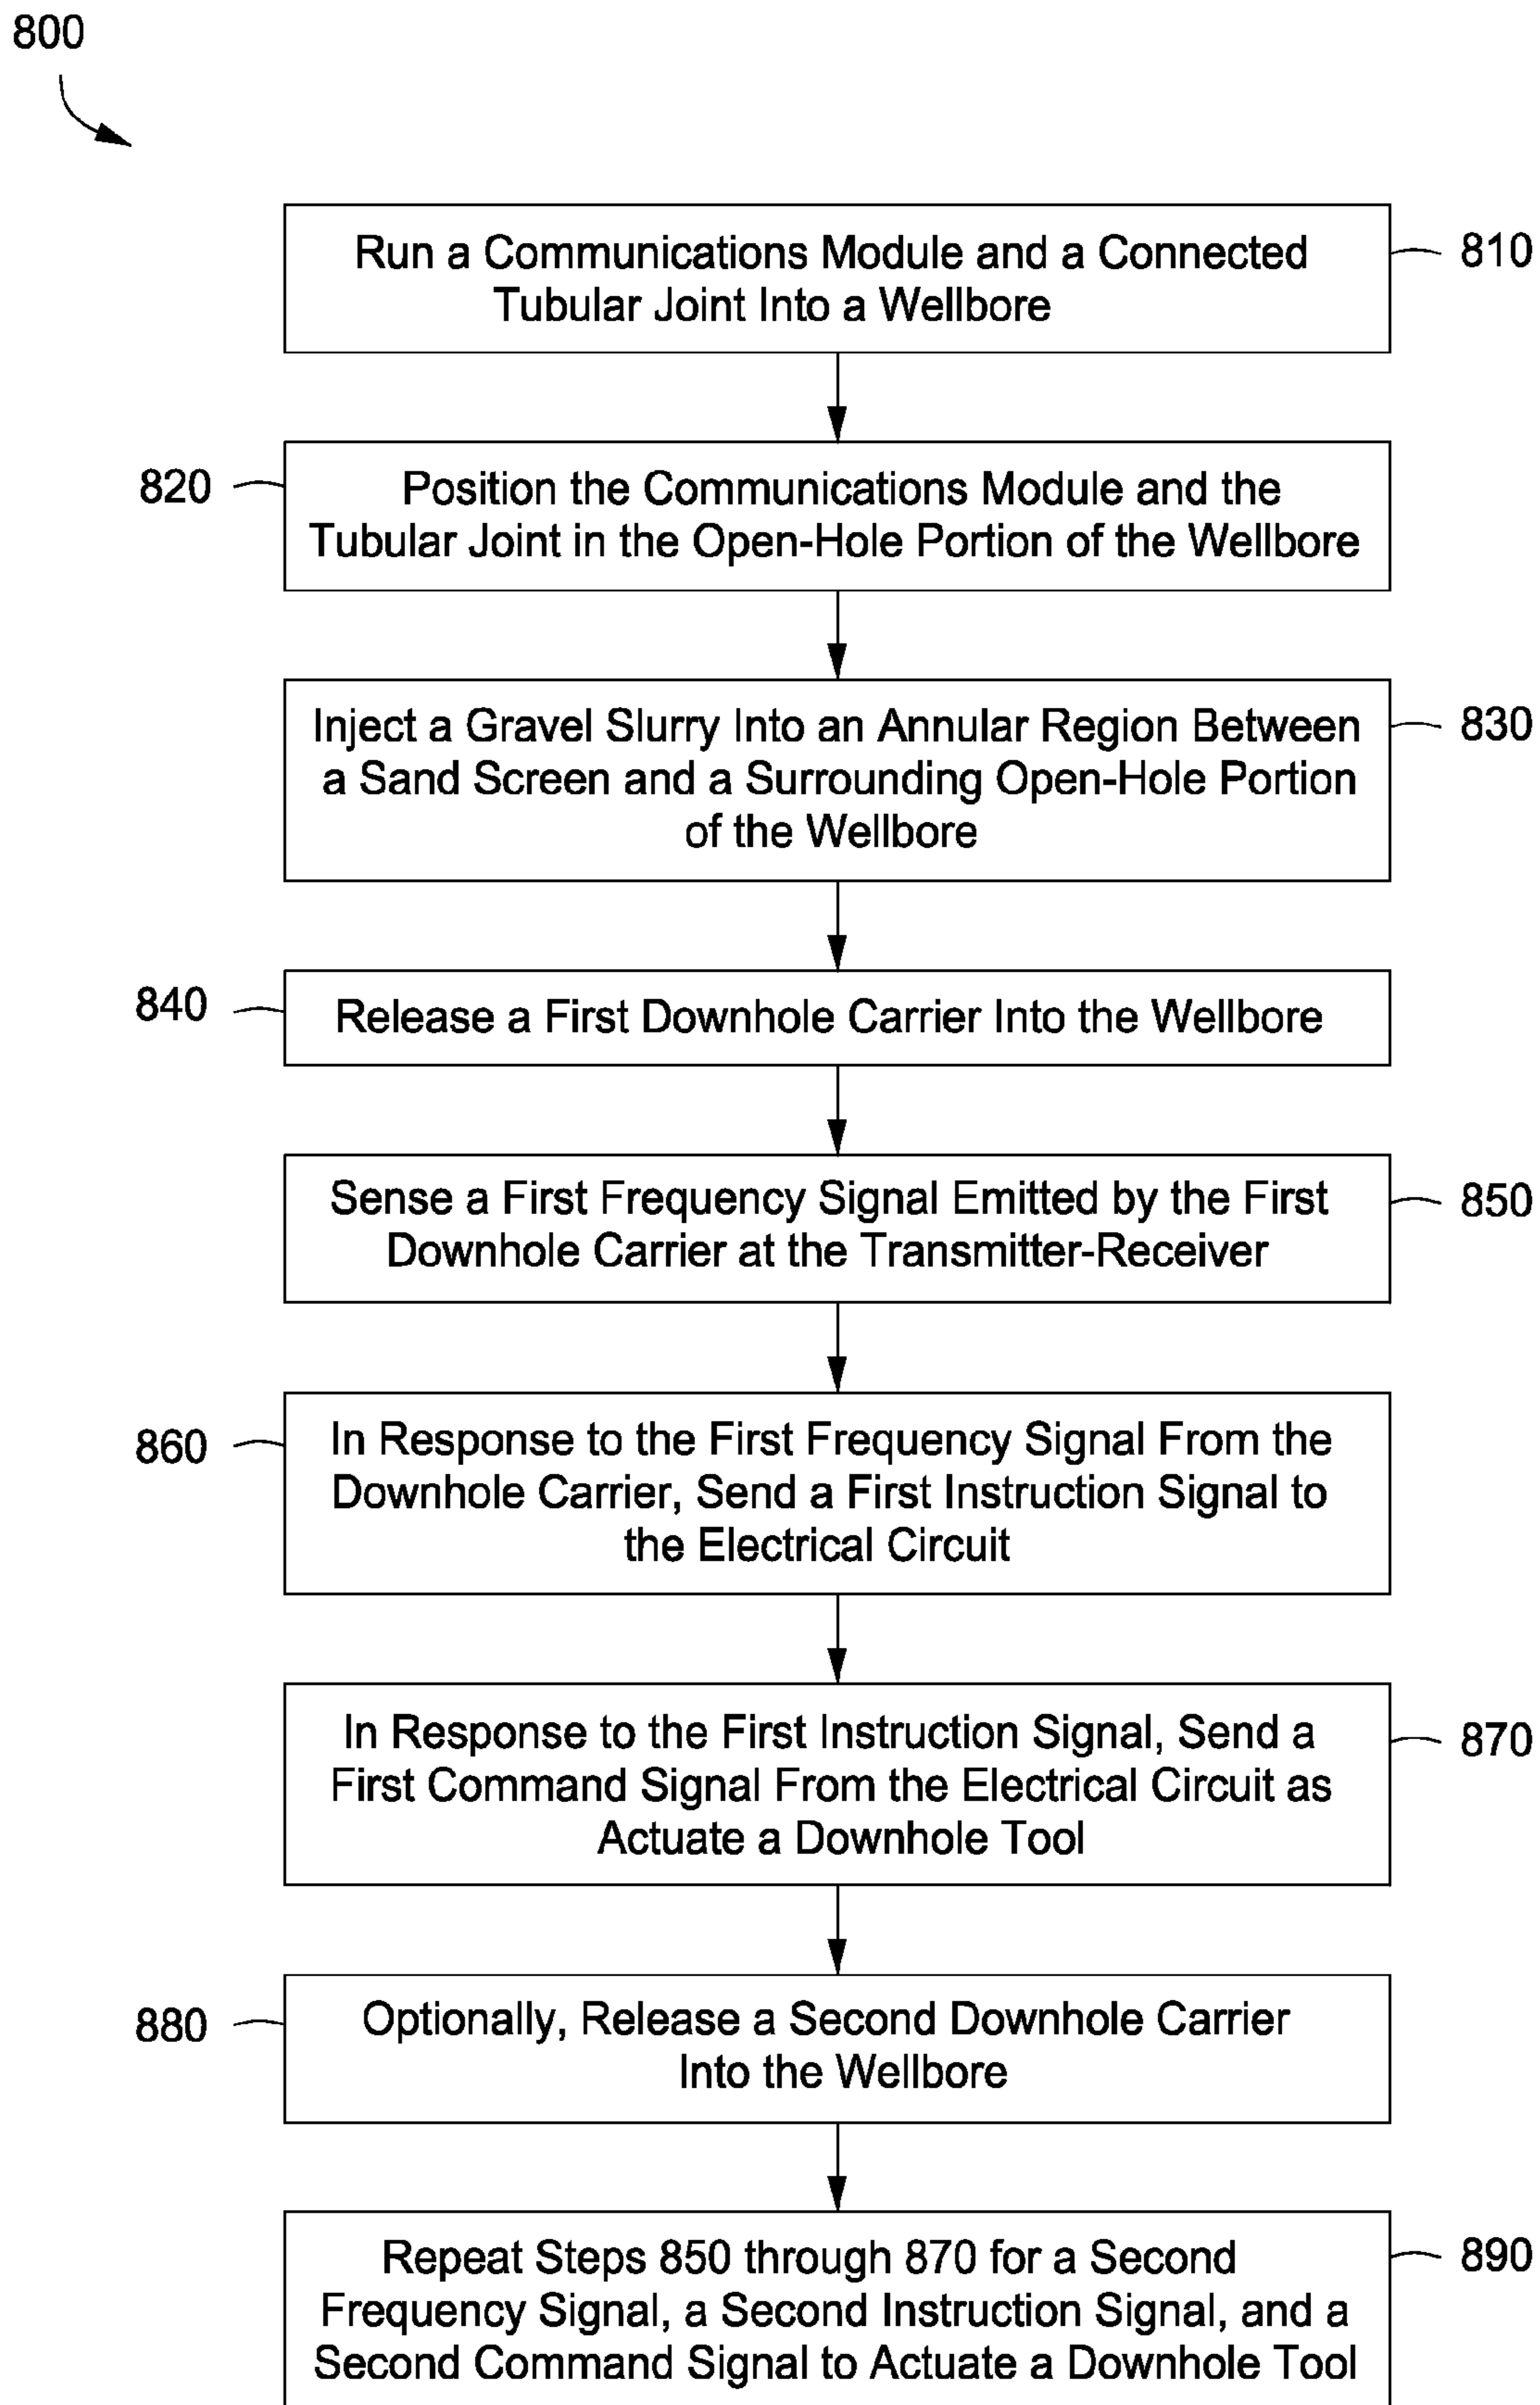 800
Run a Communications Module and a Connected
Tubular Joint Into a Wellbore
810
820
Position the Communications Module and the
Tubular Joint in the Open-Hole Portion of the Wellbore
Inject a Gravel Slurry Into an Annular Region Between
a Sand Screen and a Surrounding Open-Hole Portion
of the Wellbore
830
840
Release a First Downhole Carrier Into the Wellbore
Sense a First Frequency Signal Emitted by the First
Downhole Carrier at the Transmitter-Receiver
850
860
In Response to the First Frequency Signal From the
Downhole Carrier, Send a First Instruction Signal to
the Electrical Circuit
In Response to the First Instruction Signal, Send a
First Command Signal From the Electrical Circuit as
Actuate a Downhole Tool
870
880
Optionally, Release a Second Downhole Carrier
Into the Wellbore
Repeat Steps 850 through 870 for a Second
Frequency Signal, a Second Instruction Signal, and a
Second Command Signal to Actuate a Downhole Tool
890